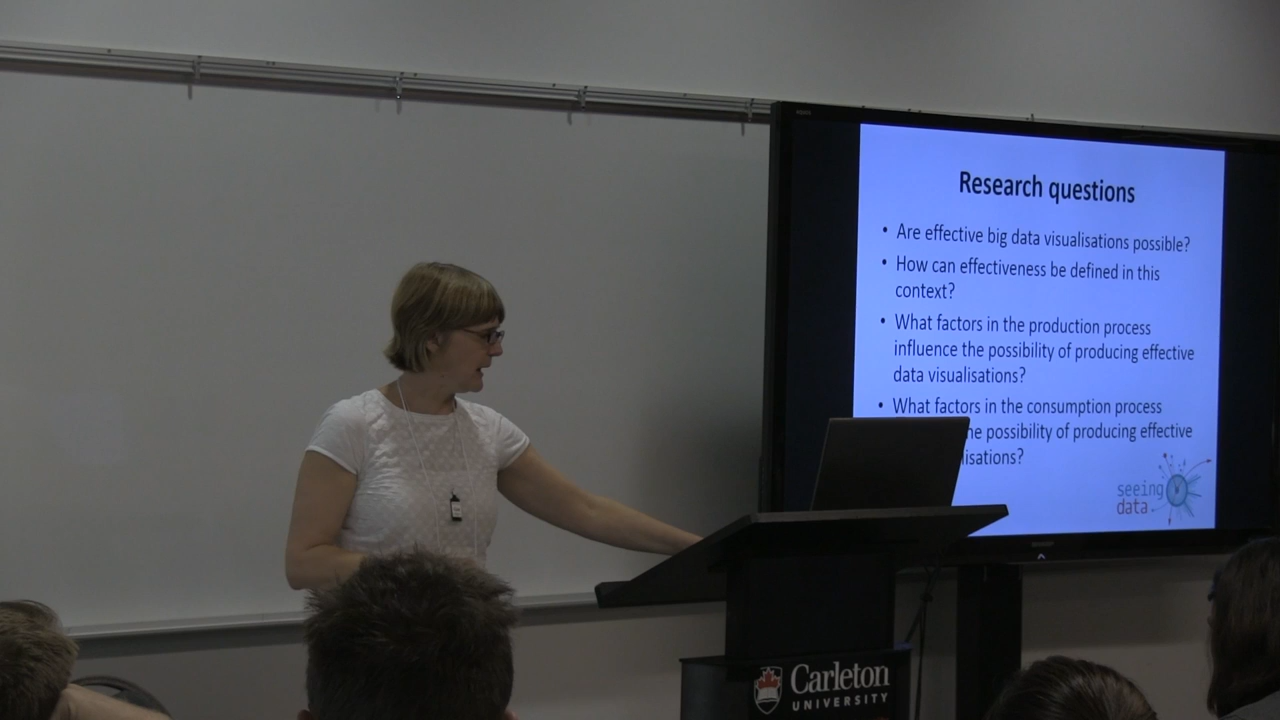 Research questions
• Are effective big data visualisations possible?
• How can effectiveness be defined in this
context?
• What factors in the production process
influence the possibility of producing effective
data visualisations?
• What factors in the consumption process
the possibility of producing effective
seeing
data.
Carleton
UNIVERSITY